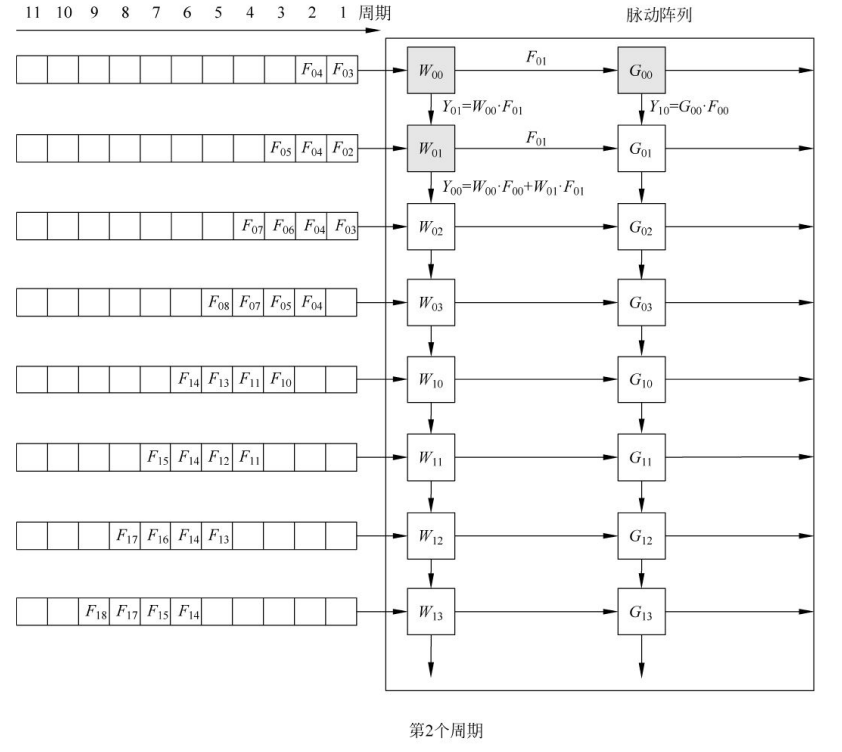 11 10 9 8 7 6 5 4 3 2 1 周期
脉动阵列
F04 F03 W00 F01 G00
Y01=W00·F01 Y10=G00·F00
F05 F04 F02 W01 F01 G01
Y00=W00·F00+W01·F01
F07 F06 F04 F03 W02 G02
F08 F07 F05 F04 W03 G03
F14 F13 F11 F10 W10 G10
F15 F14 F12 F11 W11 G11
F17 F16 F14 F13 W12 G12
F18 F17 F15 F14 W13 G13
第2个周期